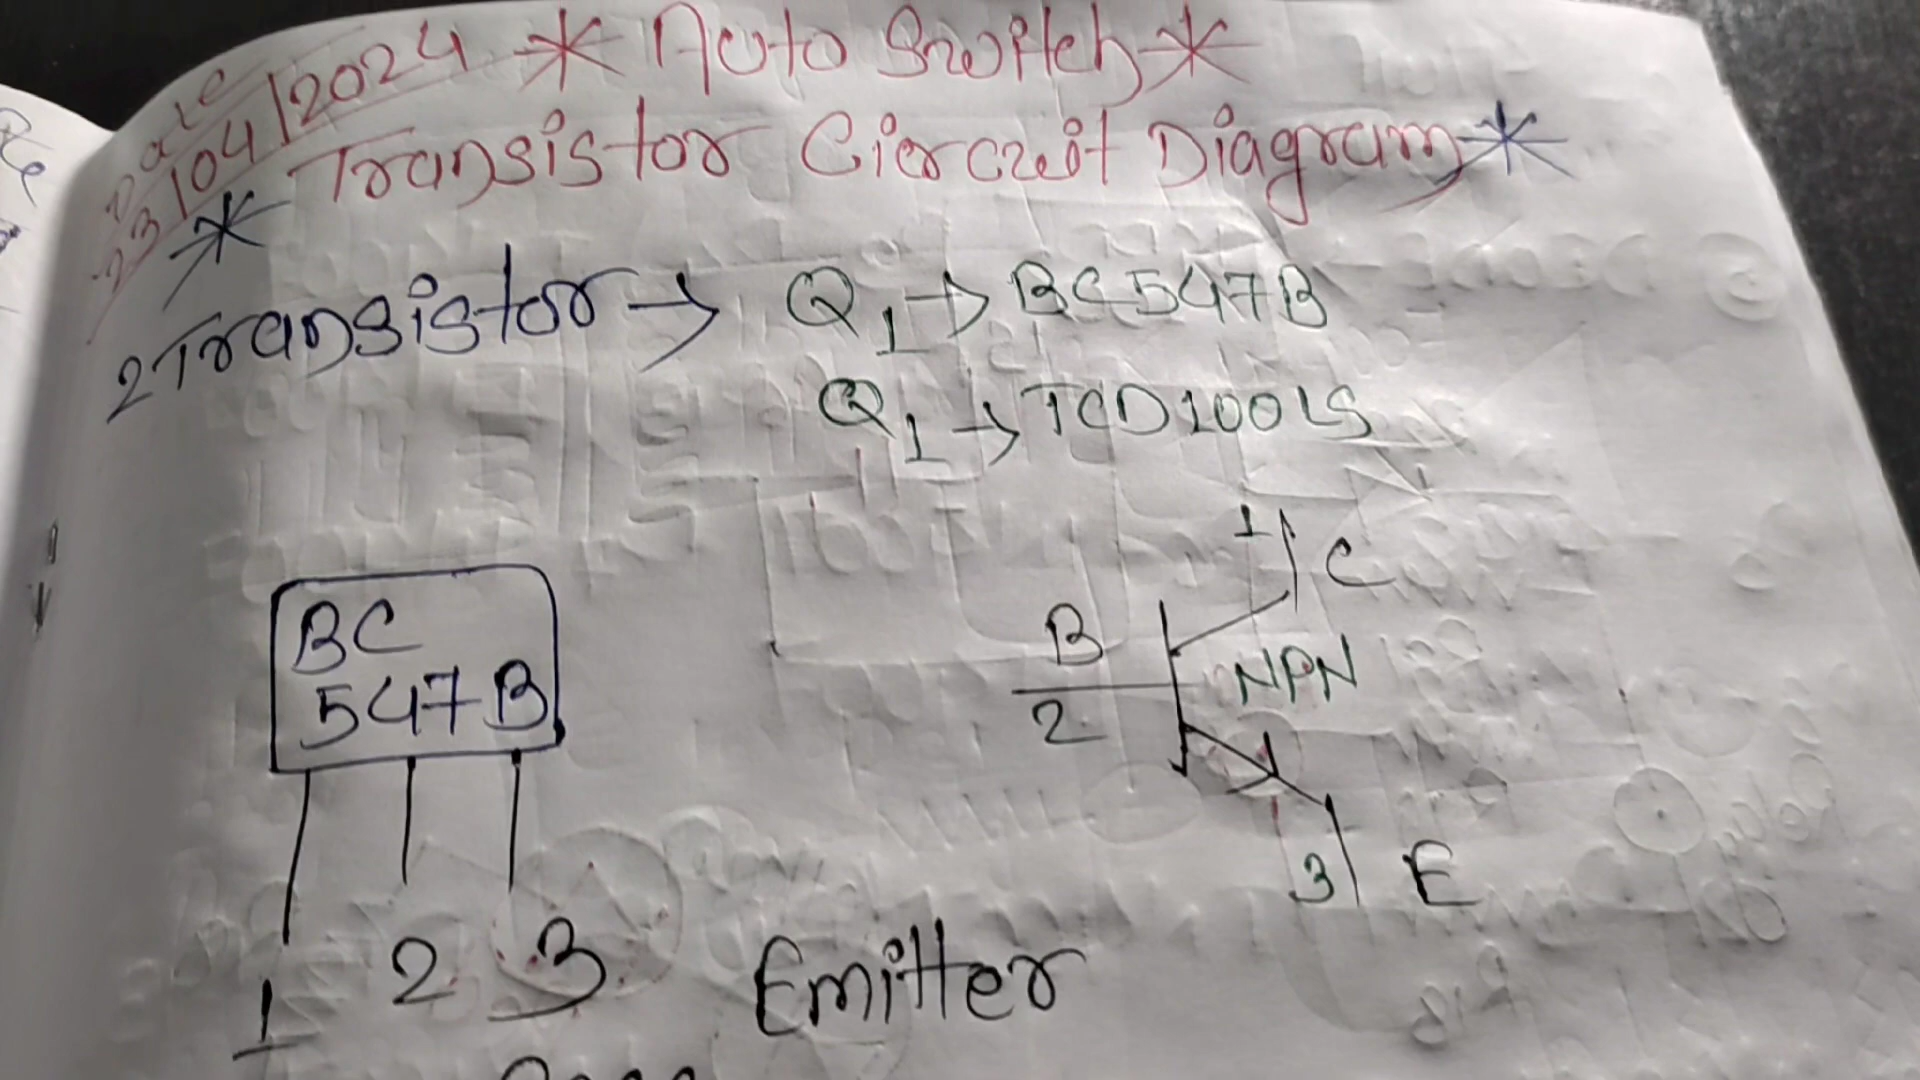 Date
23/04/2024
* Auto Switch *
* Transistor Ciercuit Diagram *
2 Transistor → Q1 → BC547B
Q1 → TCD100LS
BC
547B
1 2 3
1 C
B
2
NPN
3 E
Emitter